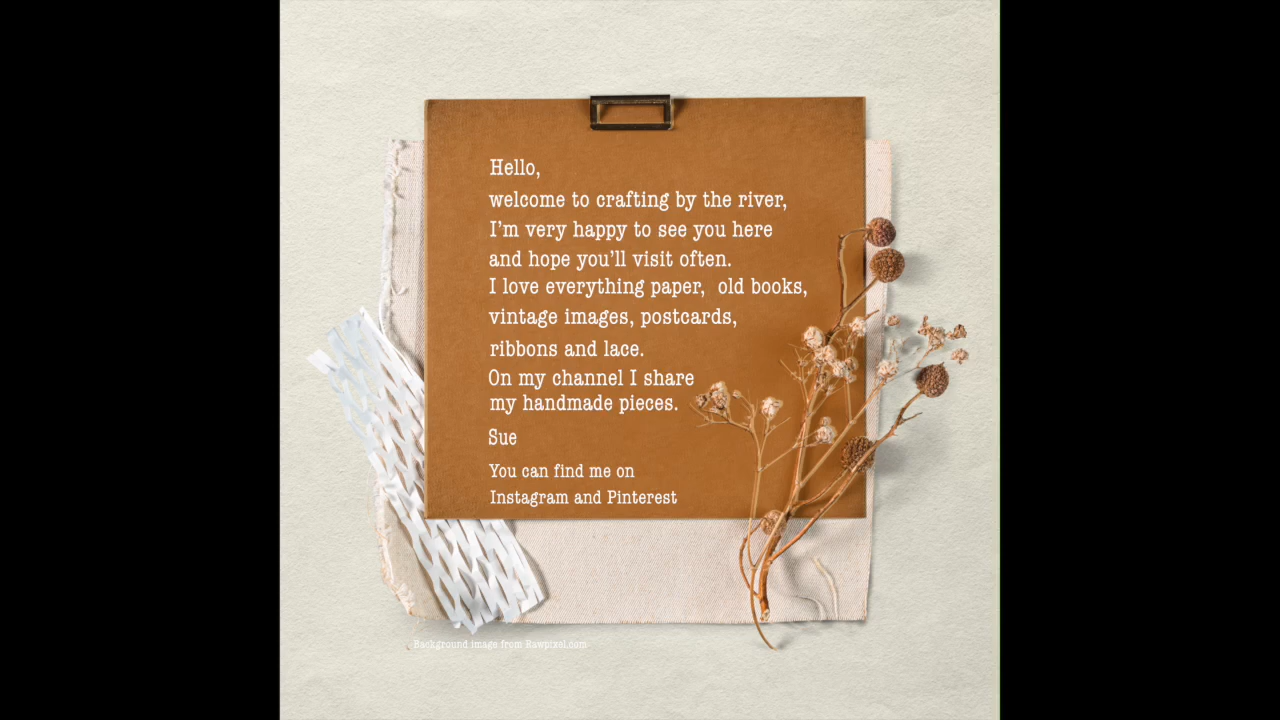 Hello,
welcome to crafting by the river,
I'm very happy to see you here
and hope you'll visit often.
I love everything paper,  old books,
vintage images, postcards,
ribbons and lace.
On my channel I share
my handmade pieces.
Sue
You can find me on
Instagram and Pinterest
Background image from Rawpixel.com